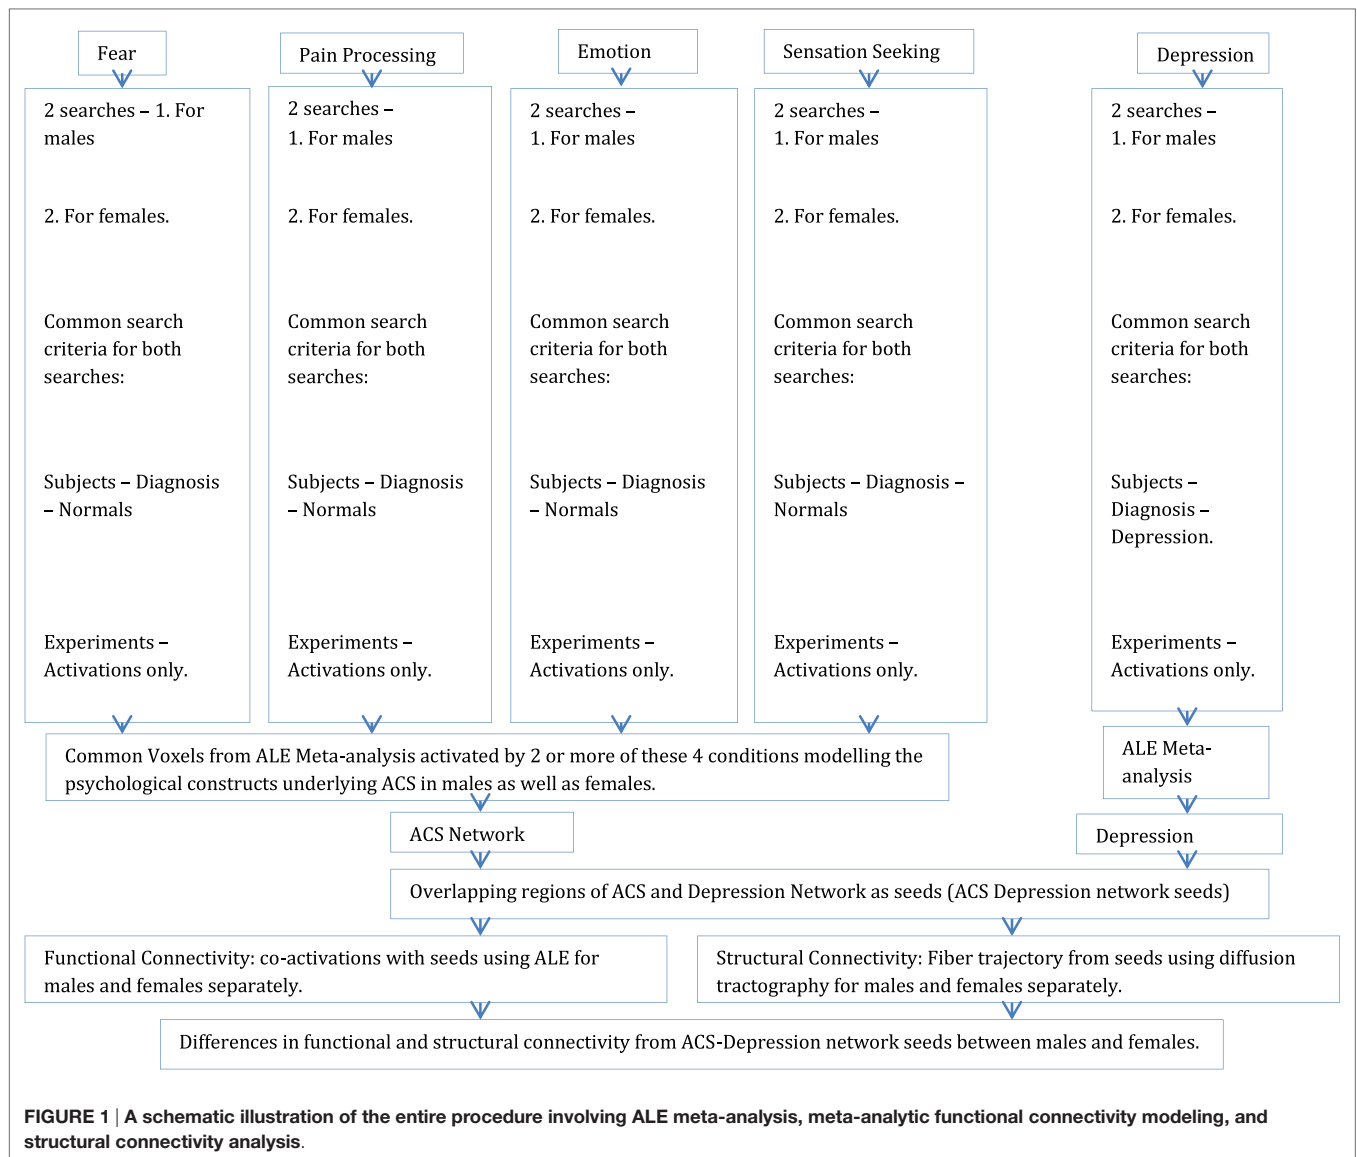 Fear
Pain Processing
Emotion
Sensation Seeking
Depression
2 searches – 1. For
males
2. For females.
Common search
criteria for both
searches:
Subjects – Diagnosis
– Normals
Experiments –
Activations only.
2 searches –
1. For males
2. For females.
Common search
criteria for both
searches:
Subjects – Diagnosis
– Normals
Experiments –
Activations only.
2 searches –
1. For males
2. For females.
Common search
criteria for both
searches:
Subjects – Diagnosis
– Normals
Experiments –
Activations only.
2 searches –
1. For males
2. For females.
Common search
criteria for both
searches:
Subjects – Diagnosis –
Normals
Experiments –
Activations only.
2 searches –
1. For males
2. For females.
Common search
criteria for both
searches:
Subjects –
Diagnosis –
Depression.
Experiments –
Activations only.
Common Voxels from ALE Meta-analysis activated by 2 or more of these 4 conditions modelling the
psychological constructs underlying ACS in males as well as females.
ALE Meta-
analysis
ACS Network
Depression
Overlapping regions of ACS and Depression Network as seeds (ACS Depression network seeds)
Functional Connectivity: co-activations with seeds using ALE for
males and females separately.
Structural Connectivity: Fiber trajectory from seeds using diffusion
tractography for males and females separately.
Differences in functional and structural connectivity from ACS-Depression network seeds between males and females.
FIGURE 1 | A schematic illustration of the entire procedure involving ALE meta-analysis, meta-analytic functional connectivity modeling, and
structural connectivity analysis.